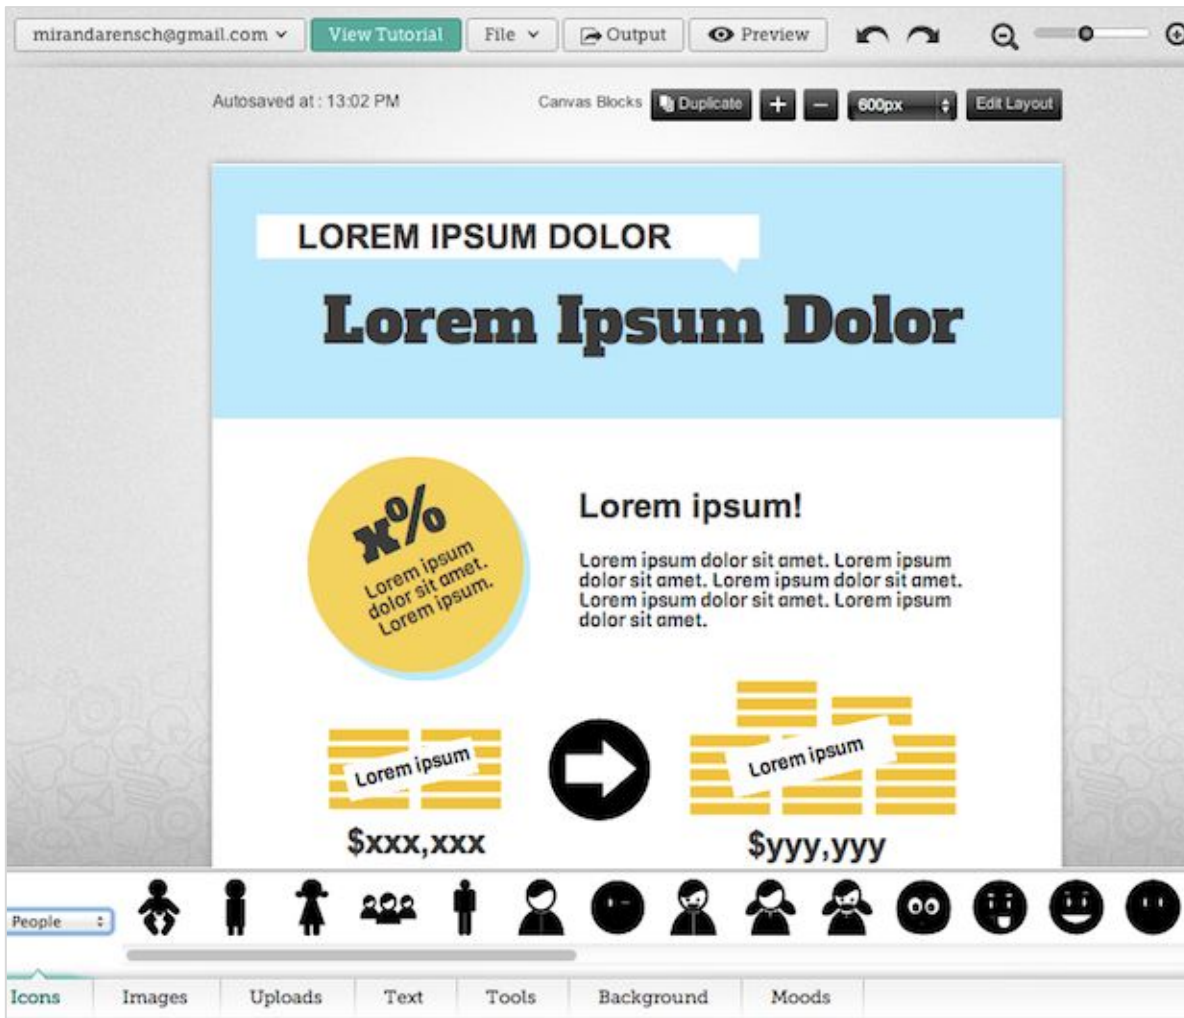 mirandarensch@gmail.com View Tutorial File Output Preview
Autosaved at : 13:02 PM Canvas Blocks Duplicate + − 600px Edit Layout
LOREM IPSUM DOLOR
Lorem Ipsum Dolor
x%
Lorem ipsum
dolor sit amet.
Lorem ipsum.
Lorem ipsum!
Lorem ipsum dolor sit amet. Lorem ipsum
dolor sit amet. Lorem ipsum dolor sit amet.
Lorem ipsum dolor sit amet. Lorem ipsum
dolor sit amet.
Lorem ipsum
$xxx,xxx
Lorem ipsum
$yyy,yyy
People
Icons Images Uploads Text Tools Background Moods